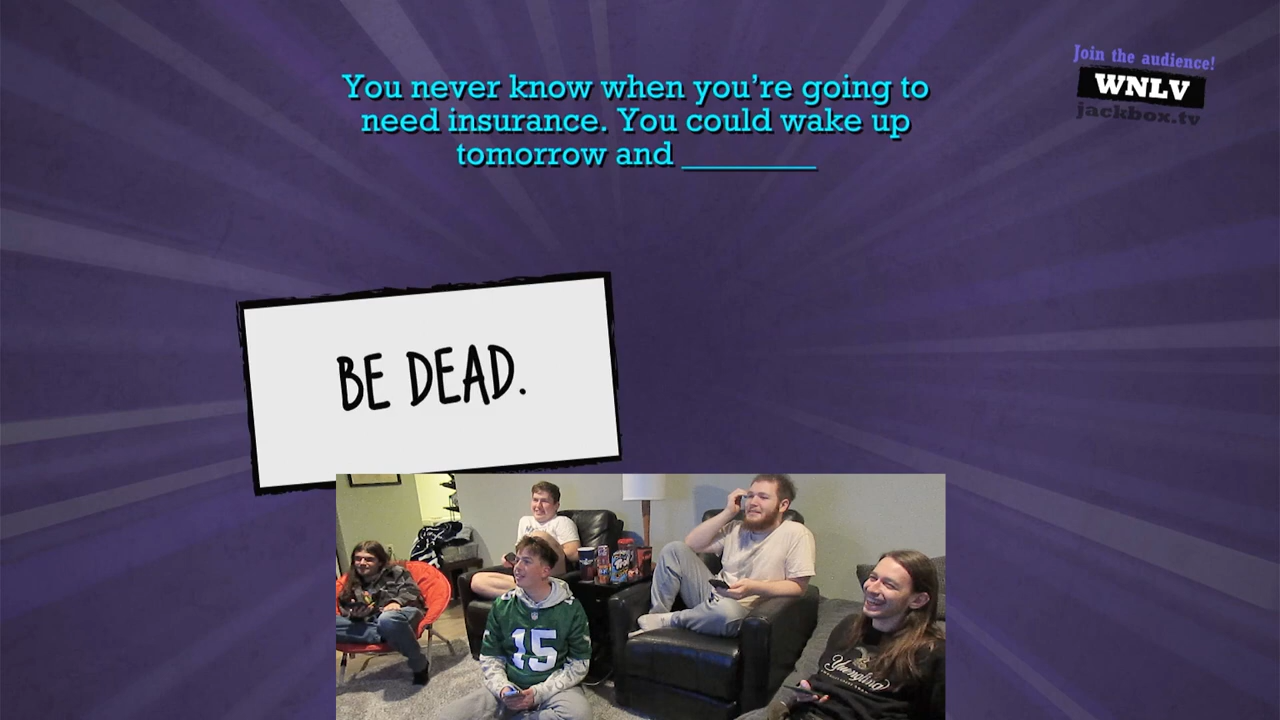 You never know when you're going to
need insurance. You could wake up
tomorrow and ________
Join the audience!
WNLV
jackbox.tv
BE DEAD.
15
Yuengling